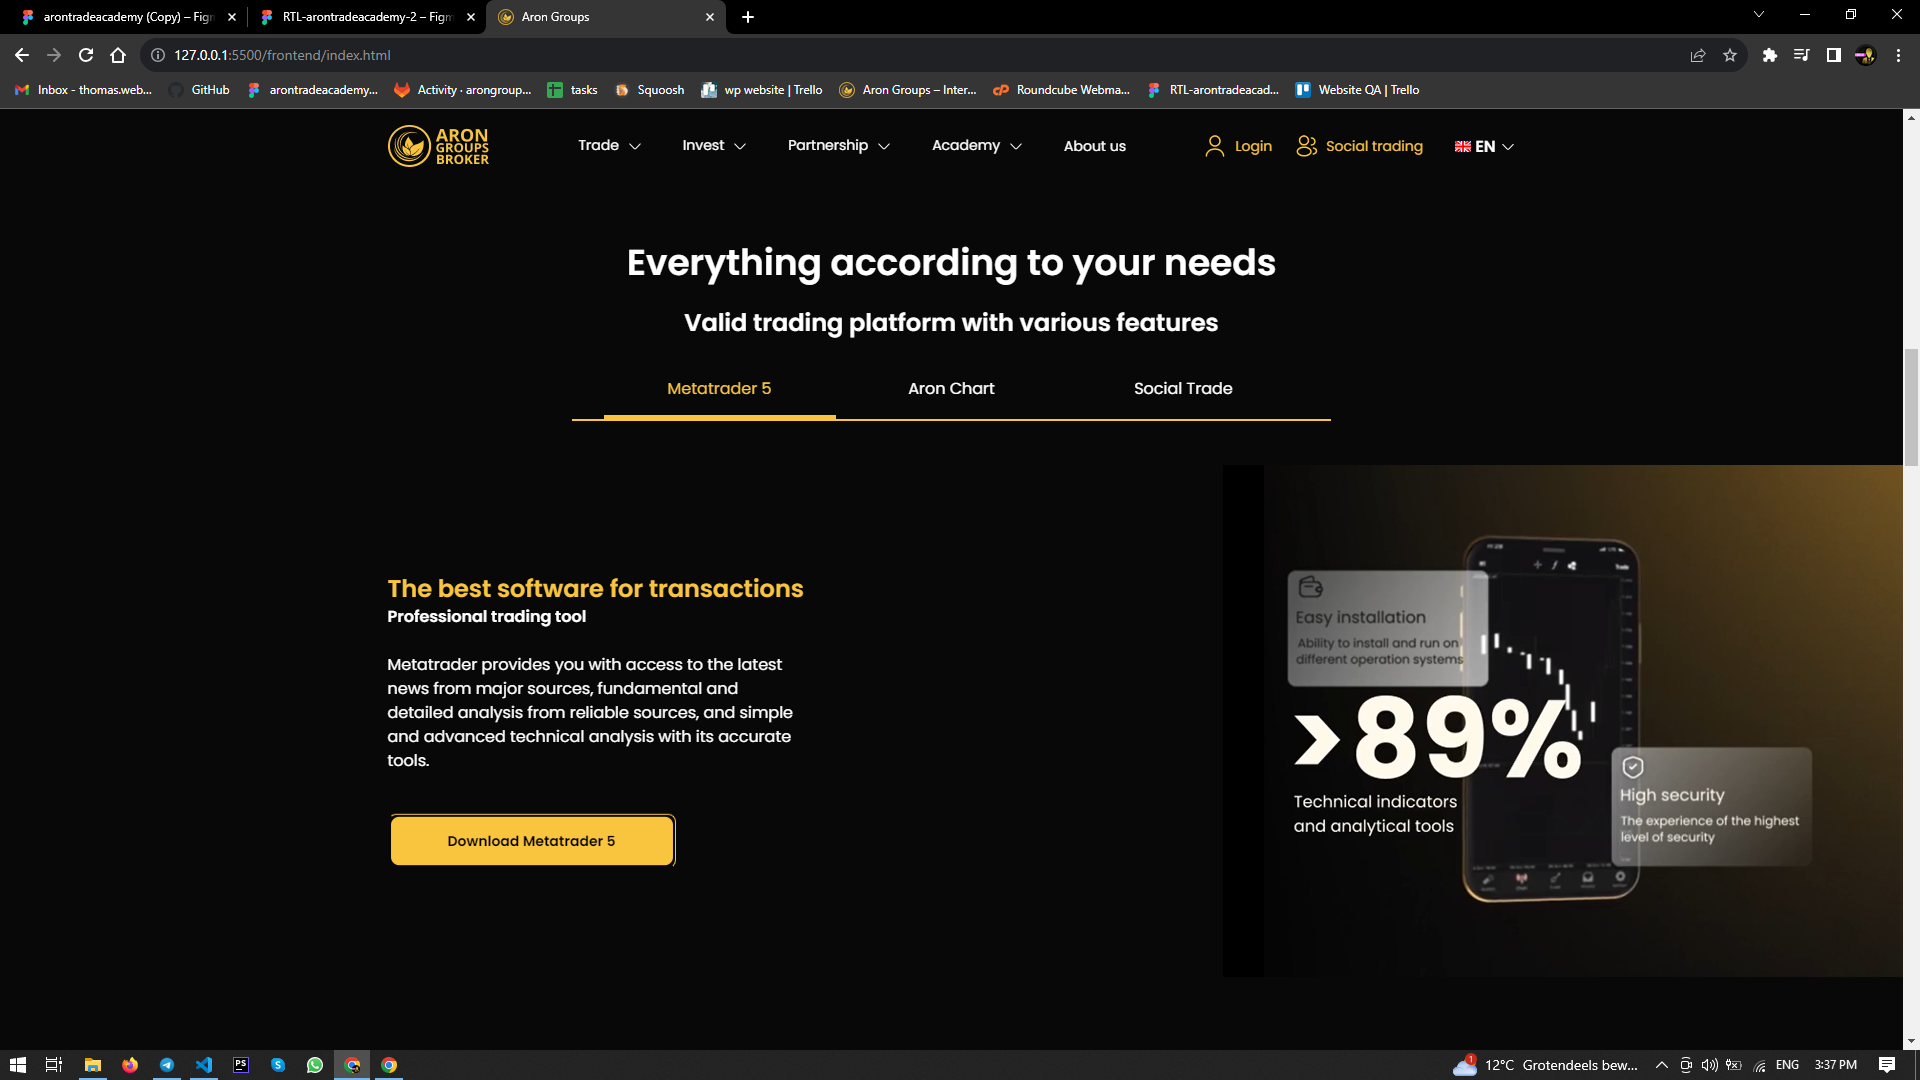 arontradeacademy (Copy) – Figm
RTL-arontradeacademy-2 – Figm
Aron Groups
127.0.0.1:5500/frontend/index.html
Inbox - thomas.web...
GitHub
arontradeacademy...
Activity · arongroup...
tasks
Squoosh
wp website | Trello
Aron Groups – Inter...
Roundcube Webma...
RTL-arontradeacad...
Website QA | Trello
ARON GROUPS BROKER
Trade
Invest
Partnership
Academy
About us
Login
Social trading
EN
Everything according to your needs
Valid trading platform with various features
Metatrader 5
Aron Chart
Social Trade
The best software for transactions
Professional trading tool
Metatrader provides you with access to the latest
news from major sources, fundamental and
detailed analysis from reliable sources, and simple
and advanced technical analysis with its accurate
tools.
Download Metatrader 5
Trade
Easy installation
Ability to install and run on
different operation systems
>89%
Technical indicators
and analytical tools
High security
The experience of the highest
level of security
PS
1
12°C Grotendeels bew...
ENG
3:37 PM